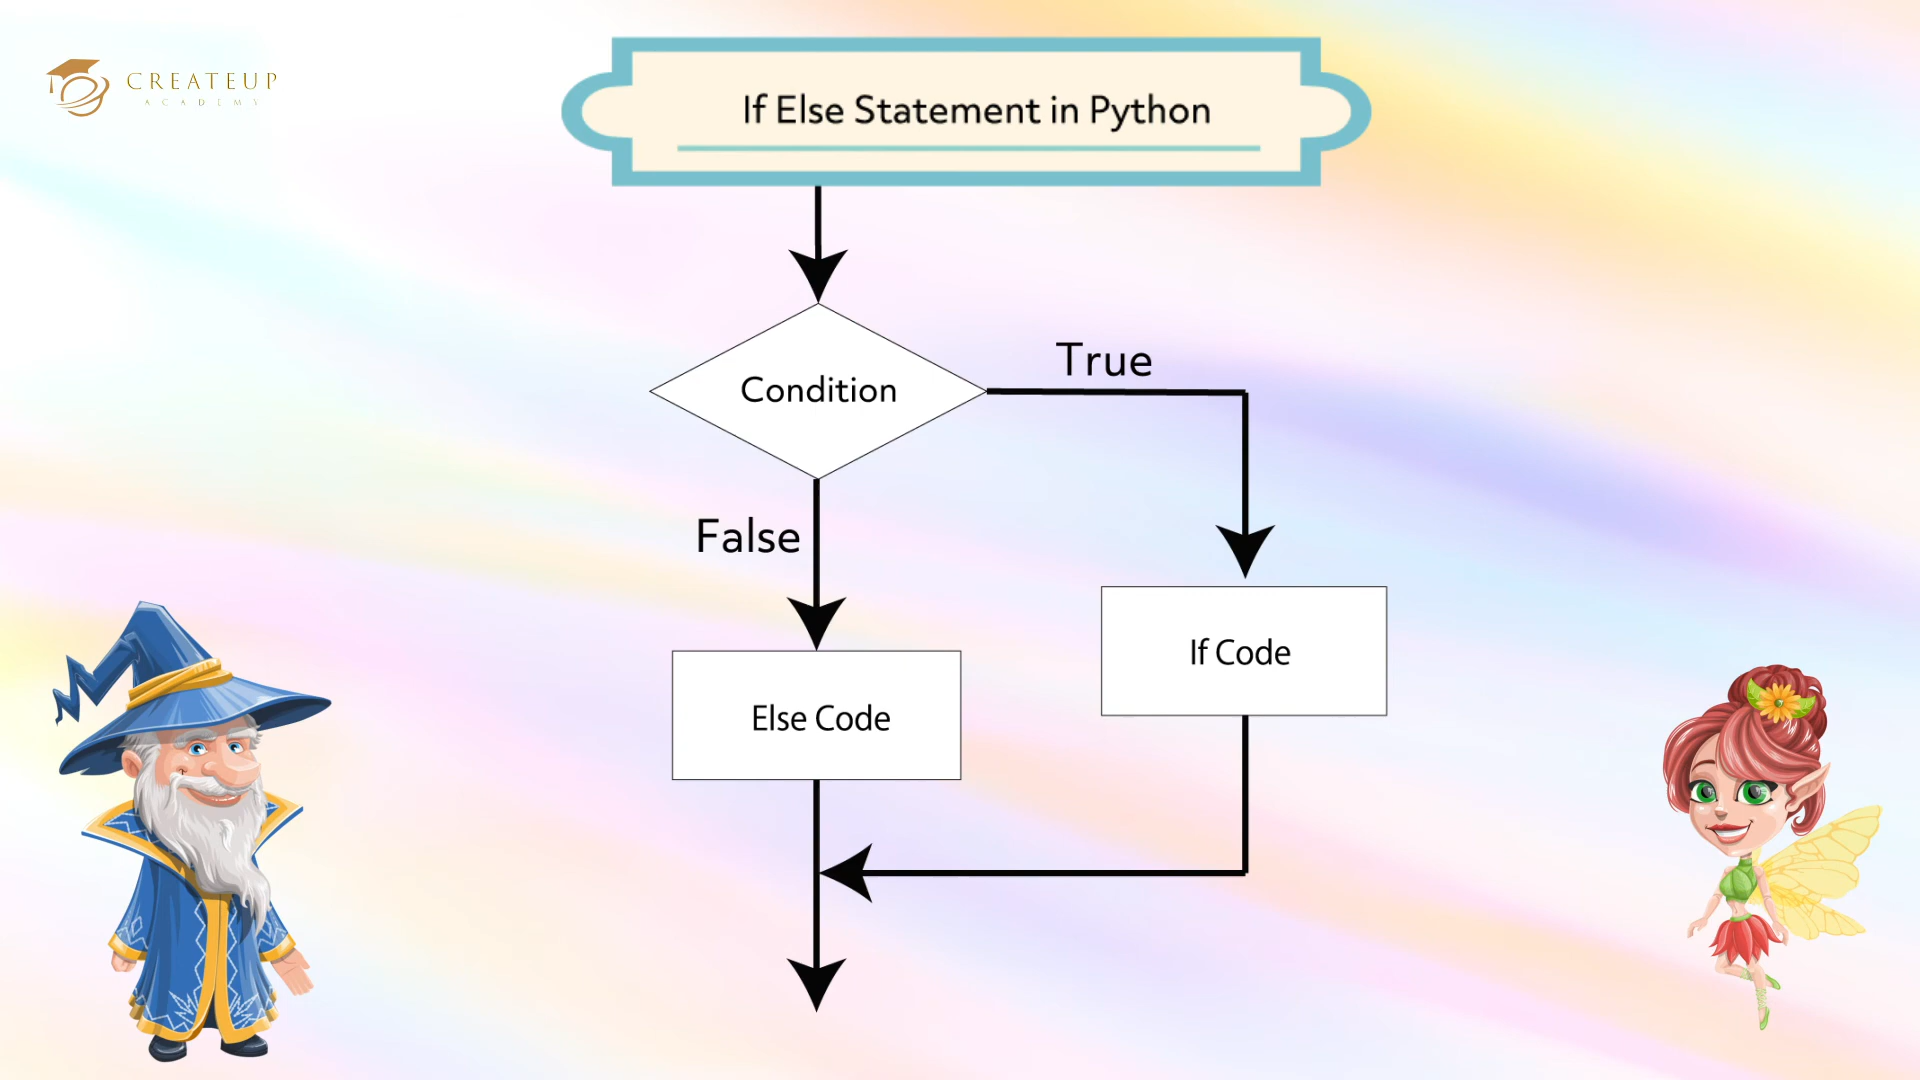 CREATEUP
ACADEMY
If Else Statement in Python
Condition
True
False
If Code
Else Code